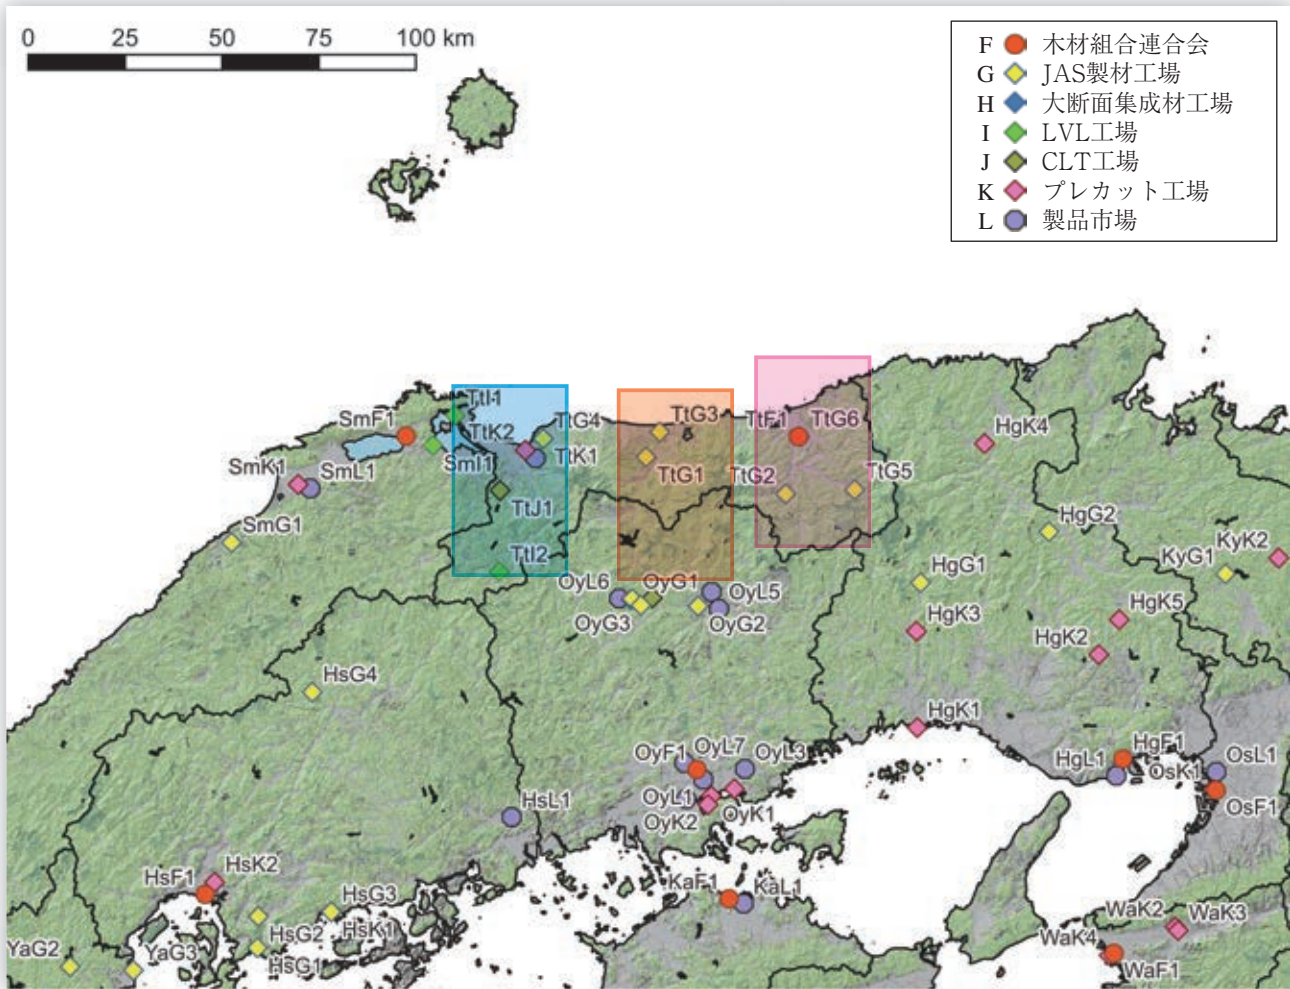 0 25 50 75 100 km
F 木材組合連合会
G JAS製材工場
H 大断面集成材工場
I LVL工場
J CLT工場
K プレカット工場
L 製品市場
TtI1
SmF1
TtK2
TtG4
TtG3
TtF1
TtG6
HgK4
SmK1
SmL1
SmI1
TtK1
TtG1
TtG2
TtG5
TtJ1
SmG1
HgG2
TtI2
KyG1
KyK2
OyL6
OyG1
OyL5
HgG1
OyG3
OyG2
HgK3
HgK5
HgK2
HsG4
HgK1
OyF1
OyL7
OyL3
HgL1
HgF1
OsK1
OsL1
OyL1
OyK2
OyK1
HsL1
OsF1
HsF1
HsK2
HsG3
KaF1
KaL1
HsG2
HsK1
WaK2
WaK3
YaG2
YaG3
HsG1
WaK4
WaF1